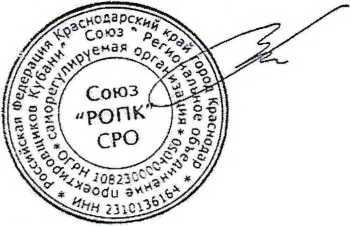 Российская Федерация Краснодарский край город Краснодар
* ИНН 2310136164 *
Союз "Региональное объединение проектировщиков Кубани"
* саморегулируемая организация *
ОГРН
Союз
"РОПК"
СРО